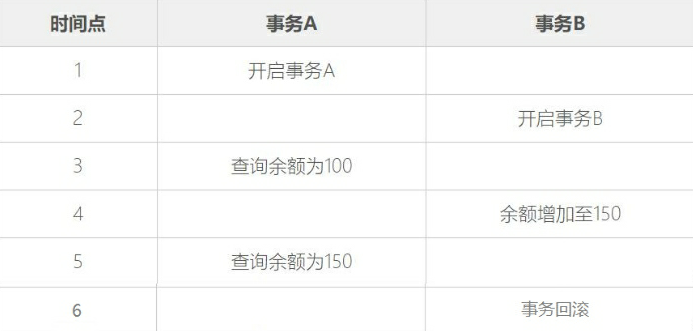 时间点 事务A 事务B
1 开启事务A
2 开启事务B
3 查询余额为100
4 余额增加至150
5 查询余额为150
6 事务回滚